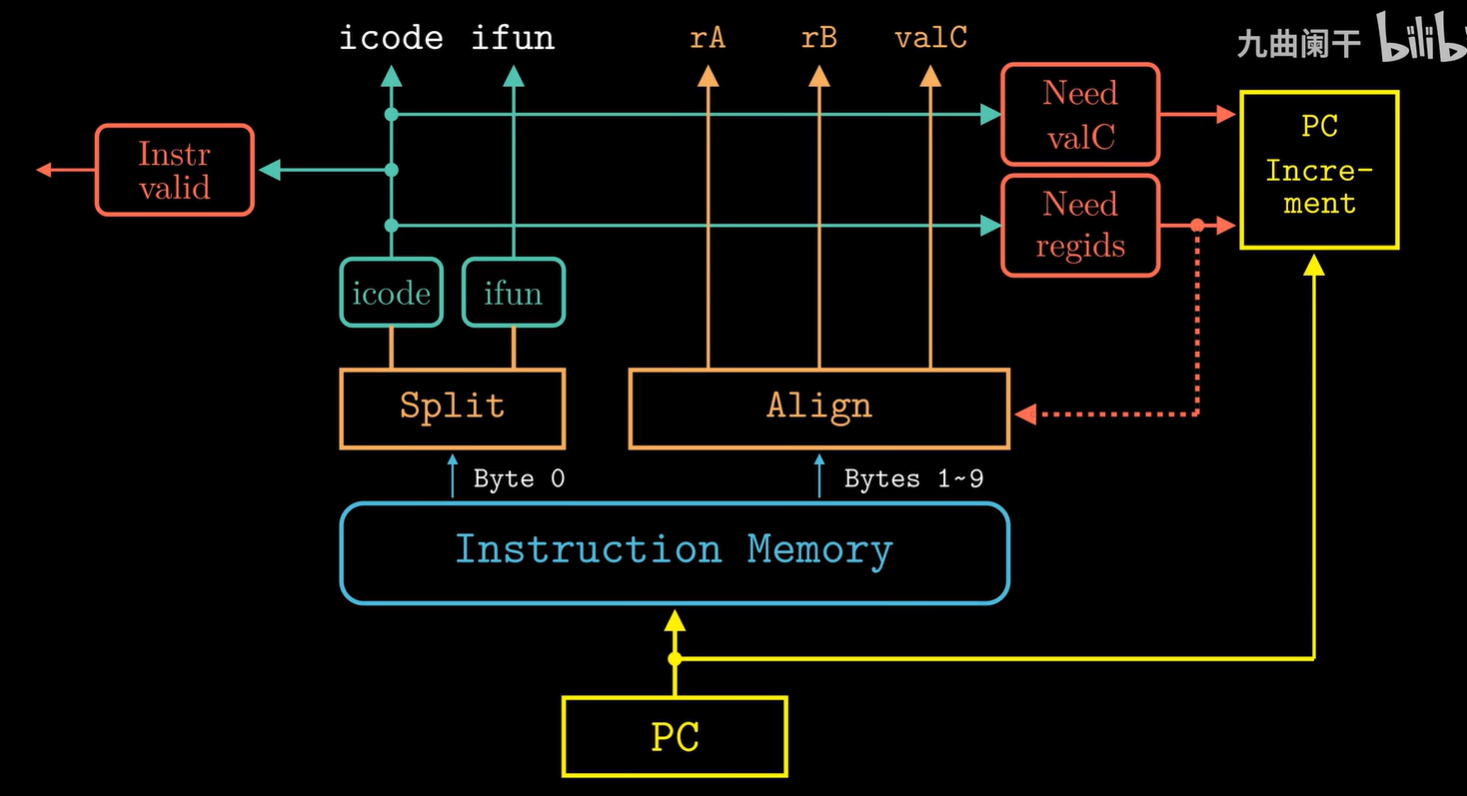 icode ifun rA rB valC
九曲阑干
Need
valC
PC
Incre-
ment
Instr
valid
Need
regids
icode ifun
Split Align
Byte 0 Bytes 1~9
Instruction Memory
PC